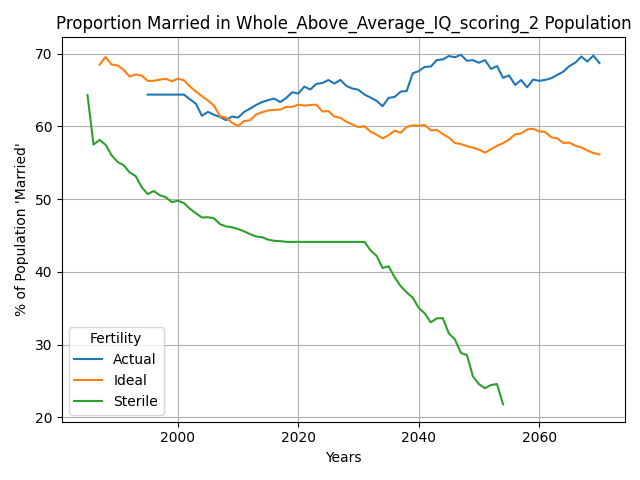 Proportion Married in Whole_Above_Average_IQ_scoring_2 Population
% of Population 'Married'
70
60
50
40
30
20
Fertility
Actual
Ideal
Sterile
2000
2020
2040
2060
Years